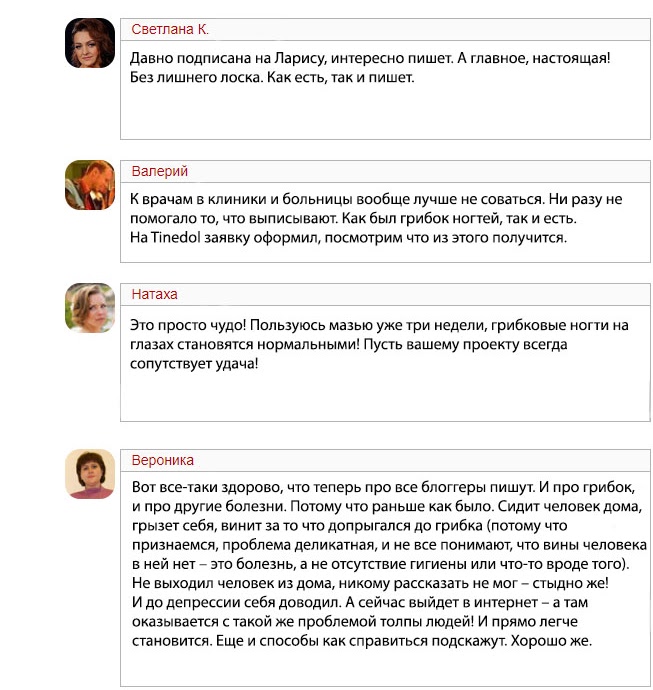 Светлана К.
Давно подписана на Ларису, интересно пишет. А главное, настоящая!
Без лишнего лоска. Как есть, так и пишет.
Валерий
К врачам в клиники и больницы вообще лучше не соваться. Ни разу не
помогало то, что выписывают. Как был грибок ногтей, так и есть.
На Tinedol заявку оформил, посмотрим что из этого получится.
Натаха
Это просто чудо! Пользуюсь мазью уже три недели, грибковые ногти на
глазах становятся нормальными! Пусть вашему проекту всегда
сопутствует удача!
Вероника
Вот все-таки здорово, что теперь про все блоггеры пишут. И про грибок,
и про другие болезни. Потому что раньше как было. Сидит человек дома,
грызет себя, винит за то что допрыгался до грибка (потому что
признаемся, проблема деликатная, и не все понимают, что вины человека
в ней нет – это болезнь, а не отсутствие гигиены или что-то вроде того).
Не выходил человек из дома, никому рассказать не мог – стыдно же!
И до депрессии себя доводил. А сейчас выйдет в интернет – а там
оказывается с такой же проблемой толпы людей! И прямо легче
становится. Еще и способы как справиться подскажут. Хорошо же.